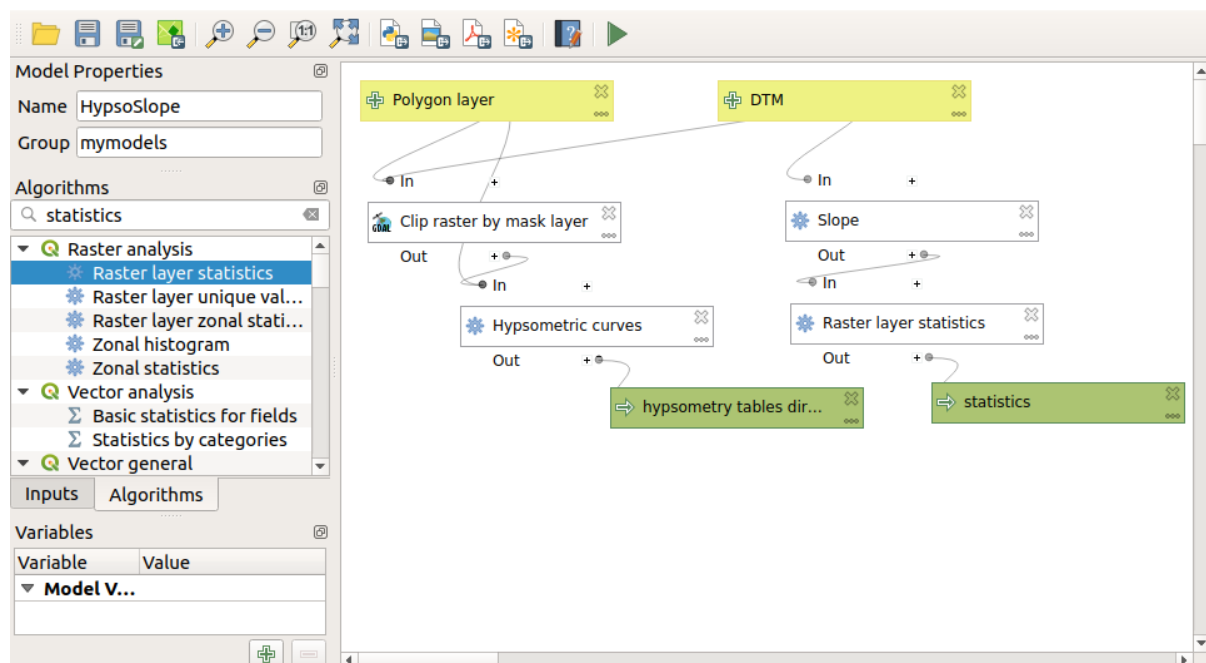 1:1
Model Properties
Name HypsoSlope
Group mymodels
Algorithms
statistics
Raster analysis
Raster layer statistics
Raster layer unique val...
Raster layer zonal stati...
Zonal histogram
Zonal statistics
Vector analysis
Σ Basic statistics for fields
Σ Statistics by categories
Vector general
Inputs Algorithms
Variables
Variable Value
Model V...
Polygon layer
DTM
In +
In +
GDAL Clip raster by mask layer
Slope
Out +
Out +
In +
In +
Hypsometric curves
Raster layer statistics
Out +
Out +
hypsometry tables dir...
statistics